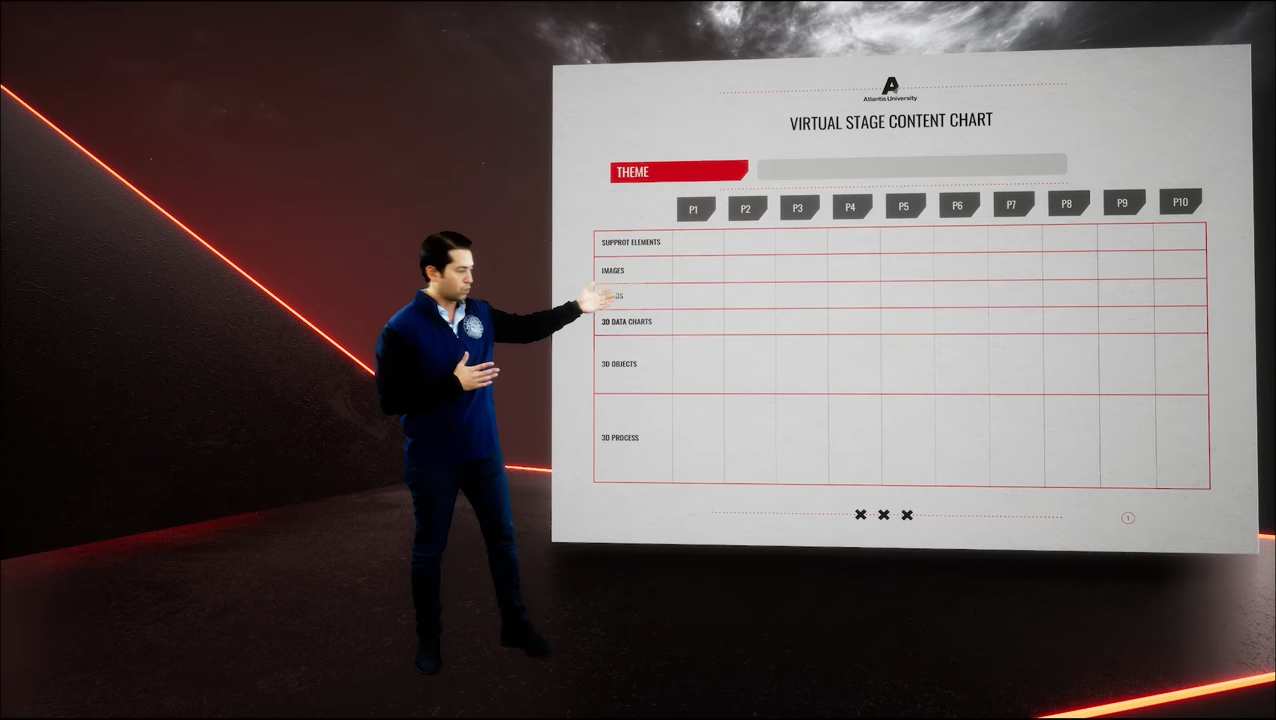 Atlantis University
VIRTUAL STAGE CONTENT CHART
THEME
P1 P2 P3 P4 P5 P6 P7 P8 P9 P10
SUPPROT ELEMENTS
IMAGES
3D DATA CHARTS
3D OBJECTS
3D PROCESS
1